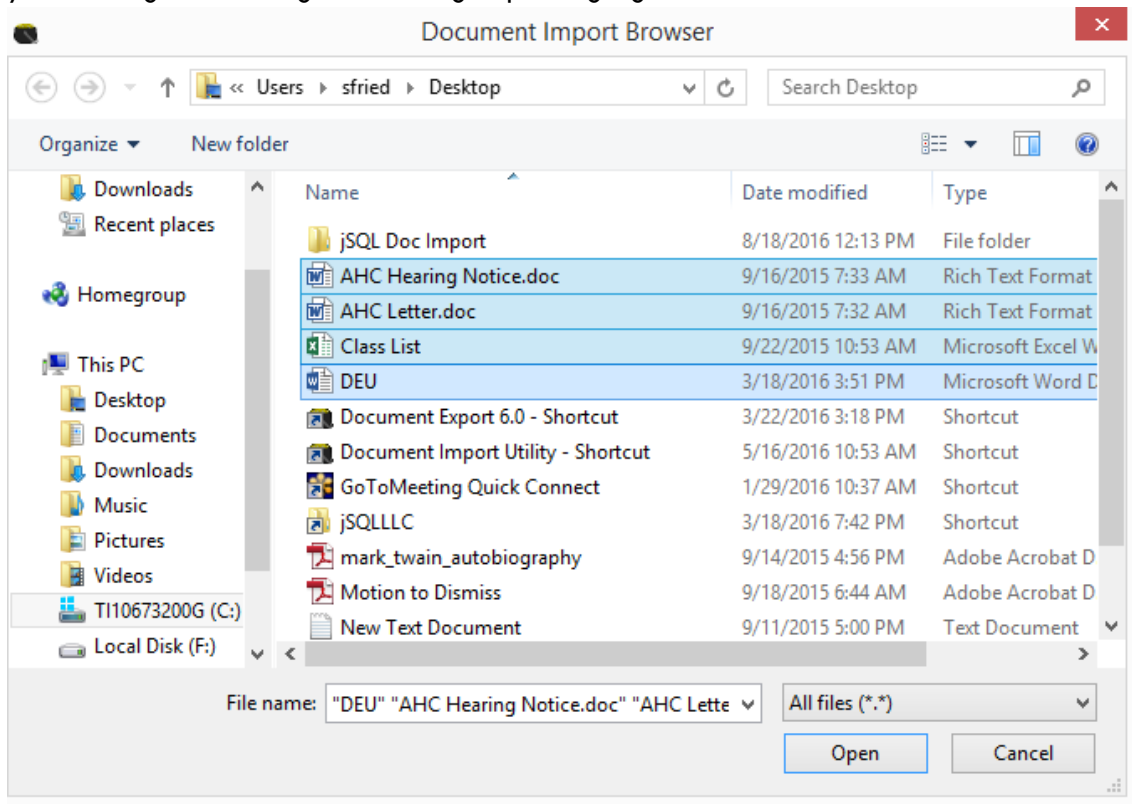 Document Import Browser
« Users Desktop sfried Desktop
Search Desktop
Organize New folder
Downloads
Recent places
Homegroup
This PC
Desktop
Documents
Downloads
Music
Pictures
Videos
TI10673200G (C:)
Local Disk (F:)
Name Date modified Type
jSQL Doc Import 8/18/2016 12:13 PM File folder
AHC Hearing Notice.doc 9/16/2015 7:33 AM Rich Text Format
AHC Letter.doc 9/16/2015 7:32 AM Rich Text Format
Class List 9/22/2015 10:53 AM Microsoft Excel W
DEU 3/18/2016 3:51 PM Microsoft Word D
Document Export 6.0 - Shortcut 3/22/2016 3:18 PM Shortcut
Document Import Utility - Shortcut 5/16/2016 10:53 AM Shortcut
GoToMeeting Quick Connect 1/29/2016 10:37 AM Shortcut
jSQLLLC 3/18/2016 7:42 PM Shortcut
mark_twain_autobiography 9/14/2015 4:56 PM Adobe Acrobat D
Motion to Dismiss 9/18/2015 6:44 AM Adobe Acrobat D
New Text Document 9/11/2015 5:00 PM Text Document
File name: "DEU" "AHC Hearing Notice.doc" "AHC Lette All files (*.*)
Open Cancel